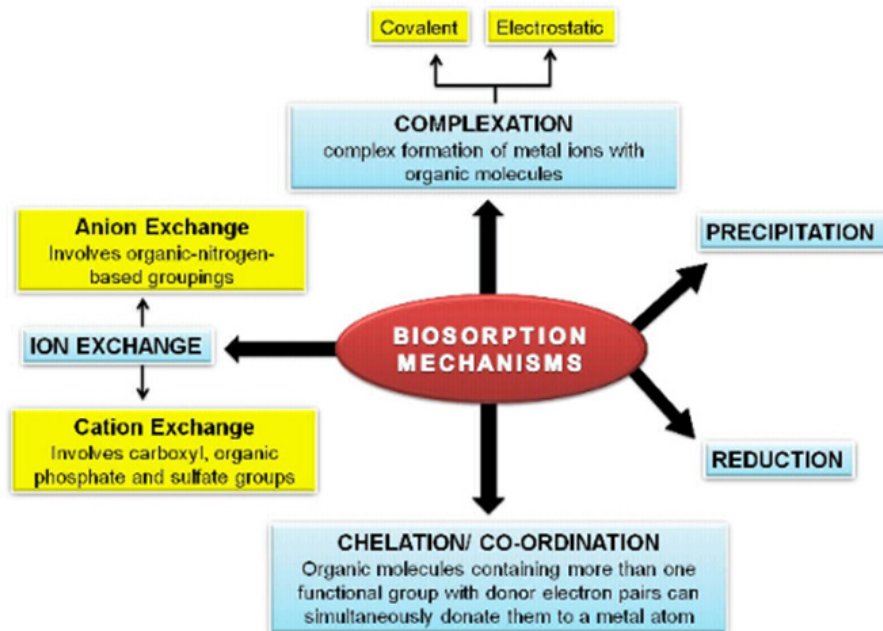 Covalent
Electrostatic
COMPLEXATION
complex formation of metal ions with
organic molecules
Anion Exchange
Involves organic-nitrogen-
based groupings
PRECIPITATION
ION EXCHANGE
BIOSORPTION
MECHANISMS
Cation Exchange
Involves carboxyl, organic
phosphate and sulfate groups
REDUCTION
CHELATION/ CO-ORDINATION
Organic molecules containing more than one
functional group with donor electron pairs can
simultaneously donate them to a metal atom